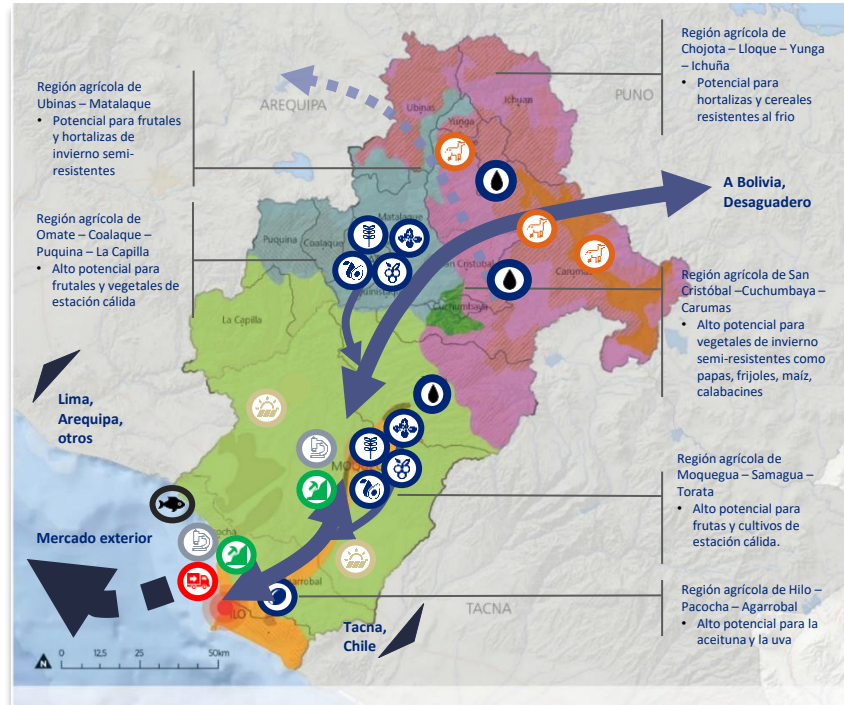 Región agrícola de
Chojota – Lloque – Yunga
– Ichuña
• Potencial para
hortalizas y cereales
resistentes al frio
Región agrícola de
Ubinas – Matalaque
• Potencial para frutales
y hortalizas de
invierno semi-
resistentes
AREQUIPA
PUNO
Ubinas
Ichuña
Yunga
A Bolivia,
Desaguadero
Región agrícola de
Omate – Coalaque –
Puquina – La Capilla
• Alto potencial para
frutales y vegetales de
estación cálida
Matalaque
Puquina
Coalaque
Cristubal
Carumas
Cuchumbaya
La Capilla
Región agrícola de San
Cristóbal –Cuchumbaya –
Carumas
• Alto potencial para
vegetales de invierno
semi-resistentes como
papas, frijoles, maíz,
calabacines
Lima,
Arequipa,
otros
Región agrícola de
Moquegua – Samagua –
Torata
• Alto potencial para
frutas y cultivos de
estación cálida.
Mercado exterior
Región agrícola de Hilo –
Pacocha – Agarrobal
• Alto potencial para la
aceituna y la uva
TACNA
Tacna,
Chile
N
0 12,5 25 50km